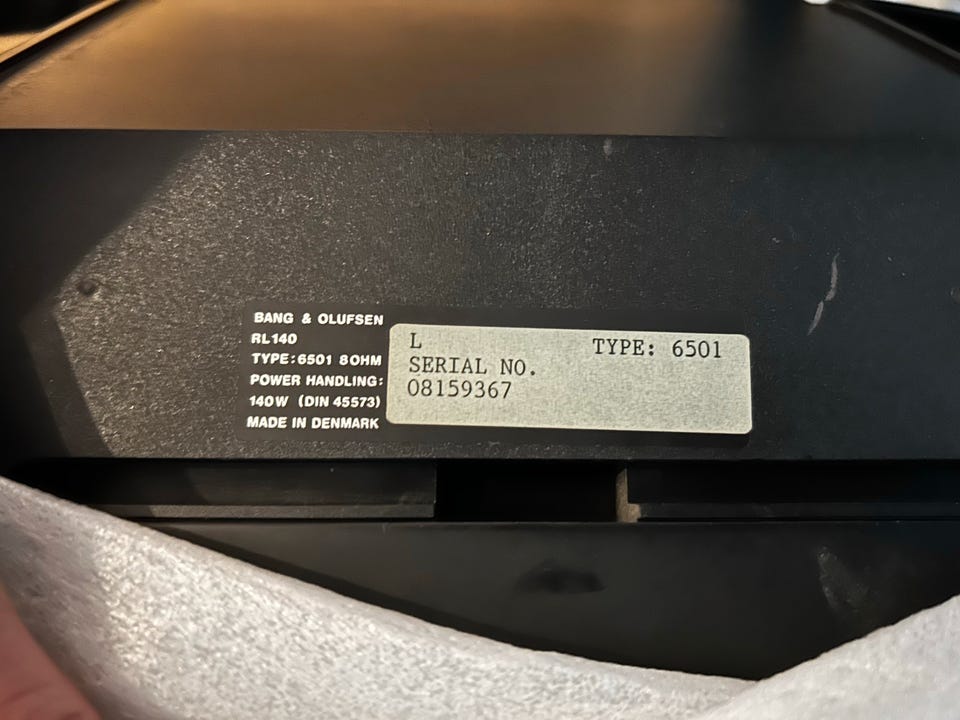 BANG & OLUFSEN
RL140
TYPE:6501 8OHM
POWER HANDLING:
140W (DIN 45573)
MADE IN DENMARK
L TYPE: 6501
SERIAL NO.
08159367